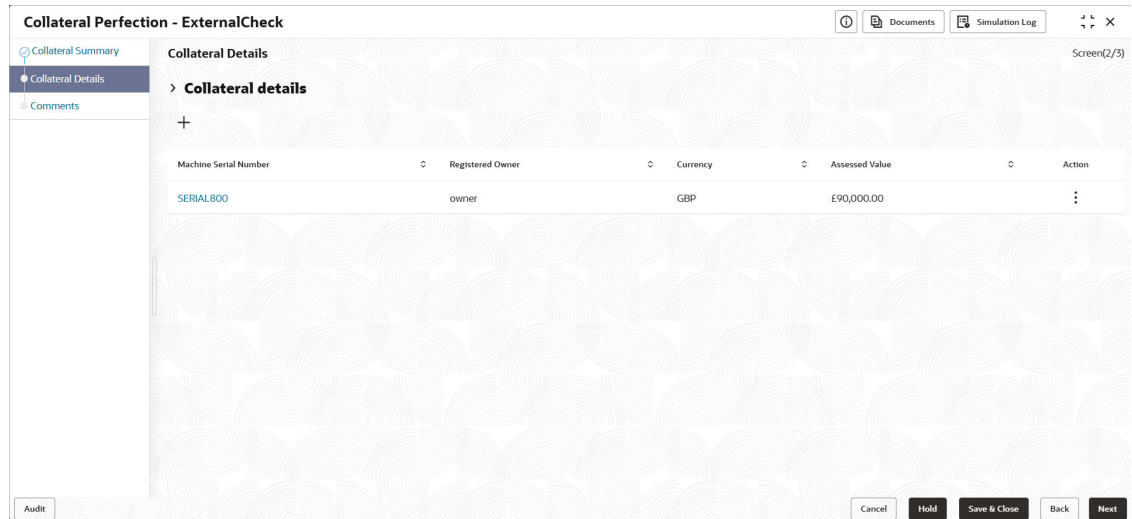 Collateral Perfection - ExternalCheck
Documents
Simulation Log
Collateral Summary
Collateral Details
Comments
Collateral Details
Screen(2/3)
Collateral details
Machine Serial Number Registered Owner Currency Assessed Value Action
SERIAL800 owner GBP £90,000.00
Audit
Cancel Hold Save & Close Back Next